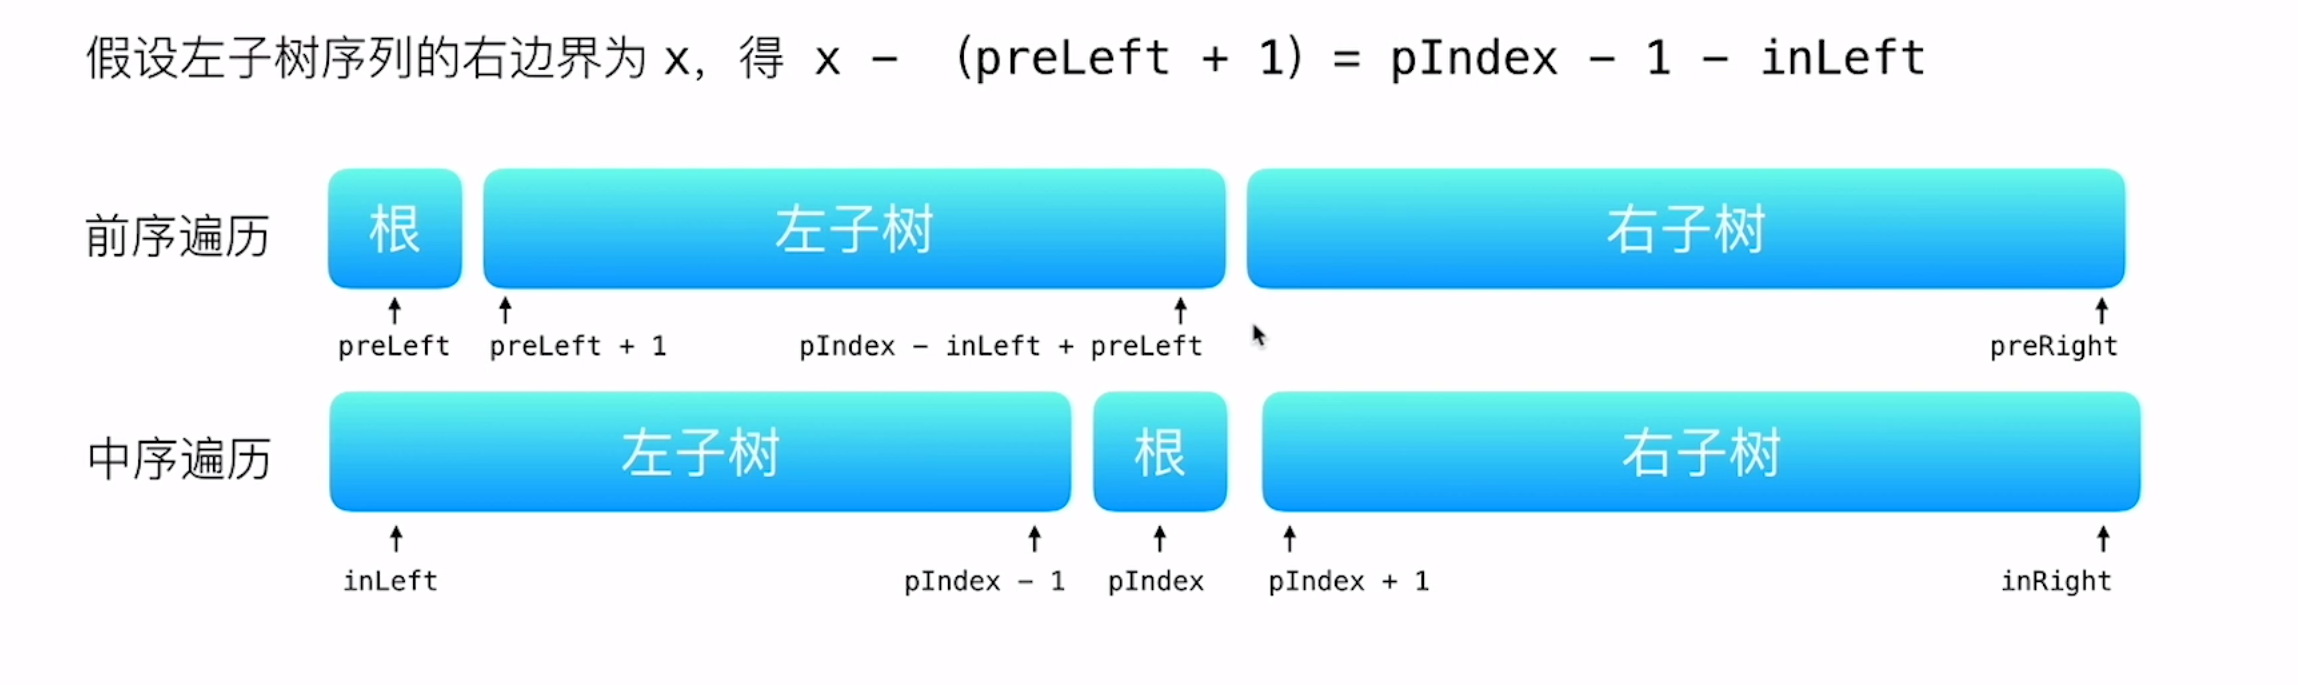 假设左子树序列的右边界为 x，得 x - （preLeft + 1）= pIndex - 1 - inLeft
前序遍历 根 左子树 右子树
preLeft preLeft + 1 pIndex - inLeft + preLeft preRight
中序遍历 左子树 根 右子树
inLeft pIndex - 1 pIndex pIndex + 1 inRight